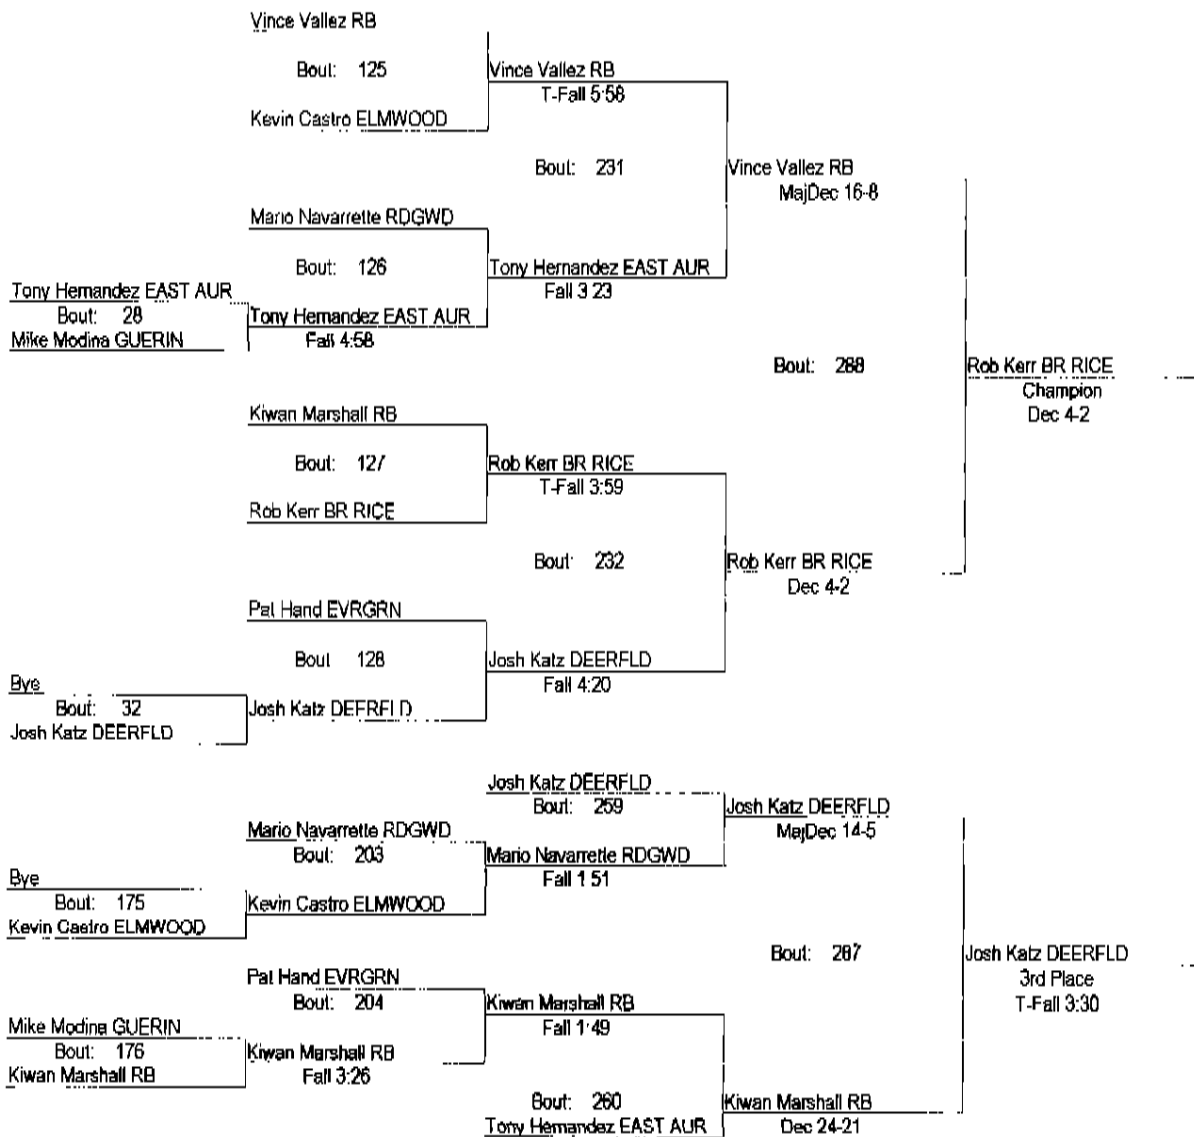 Vince Vallez RB
Bout: 125
Vince Vallez RB
T-Fall 5:58
Kevin Castro ELMWOOD
Bout: 231
Vince Vallez RB
MajDec 16-8
Mario Navarrette RDGWD
Bout: 126
Tony Hernandez EAST AUR
Fall 3 23
Tony Hernandez EAST AUR
Bout: 28
Tony Hernandez EAST AUR
Fall 4:58
Mike Modina GUERIN
Bout: 288
Rob Kerr BR RICE
Champion
Dec 4-2
Kiwan Marshall RB
Bout: 127
Rob Kerr BR RICE
T-Fall 3:59
Rob Kerr BR RICE
Bout 232
Rob Kerr BR RICE
Dec 4-2
Pat Hand EVRGRN
Bout 128
Josh Katz DEERFLD
Fall 4:20
Bye
Bout: 32
Josh Katz DEERFLD
Josh Katz DEERFLD
Josh Katz DEERFLD
Bout: 259
Josh Katz DEERFLD
MajDec 14-5
Mario Navarrette RDGWD
Bout: 203
Mario Navarrette RDGWD
Fall 1 51
Bye
Bout: 175
Kevin Castro ELMWOOD
Kevin Castro ELMWOOD
Bout: 287
Josh Katz DEERFLD
3rd Place
T-Fall 3:30
Pat Hand EVRGRN
Bout: 204
Kiwan Marshall RB
Fall 1:49
Mike Modina GUERIN
Bout: 176
Kiwan Marshall RB
Fall 3:26
Kiwan Marshall RB
Bout: 260
Kiwan Marshall RB
Dec 24-21
Tony Hernandez EAST AUR